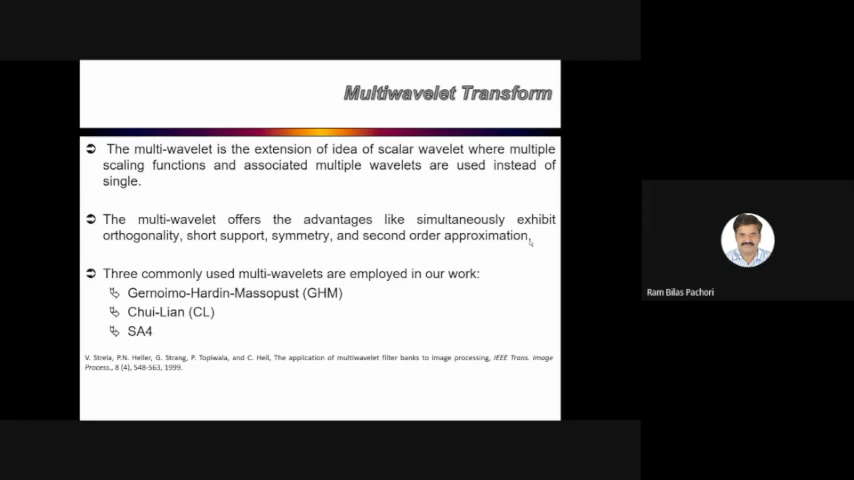 Multiwavelet Transform
The multi-wavelet is the extension of idea of scalar wavelet where multiple
scaling functions and associated multiple wavelets are used instead of
single.
The multi-wavelet offers the advantages like simultaneously exhibit
orthogonality, short support, symmetry, and second order approximation.
Three commonly used multi-wavelets are employed in our work:
Gernoimo-Hardin-Massopust (GHM)
Chui-Lian (CL)
SA4
V. Strela, P.N. Heller, G. Strang, P. Topiwala, and C. Heil, The application of multiwavelet filter banks to image processing, IEEE Trans. Image
Process., 8 (4), 548-563, 1999.
Ram Bilas Pachori